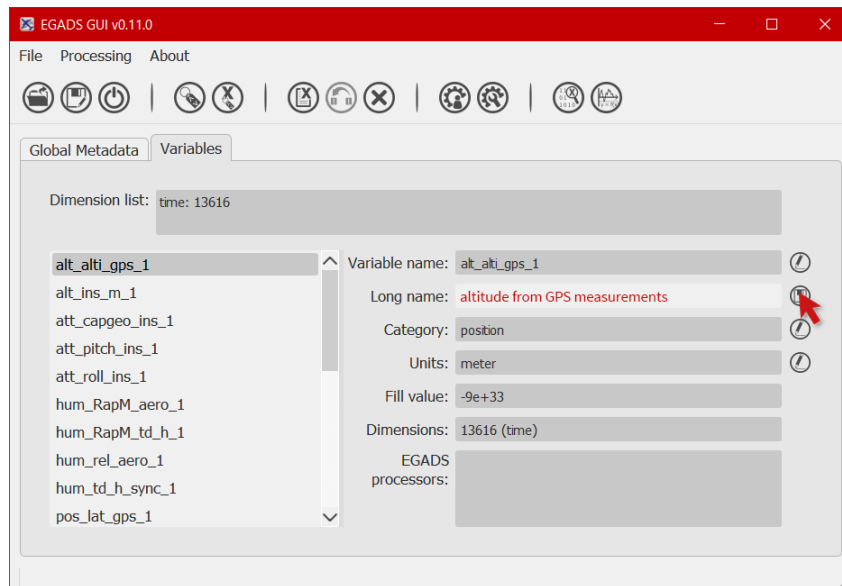 EGADS GUI v0.11.0
File Processing About
Global Metadata Variables
Dimension list: time: 13616
alt_alti_gps_1
alt_ins_m_1
att_capgeo_ins_1
att_pitch_ins_1
att_roll_ins_1
hum_RapM_aero_1
hum_RapM_td_h_1
hum_rel_aero_1
hum_td_h_sync_1
pos_lat_gps_1
Variable name: alt_alti_gps_1
Long name: altitude from GPS measurements
Category: position
Units: meter
Fill value: -9e+33
Dimensions: 13616 (time)
EGADS
processors: